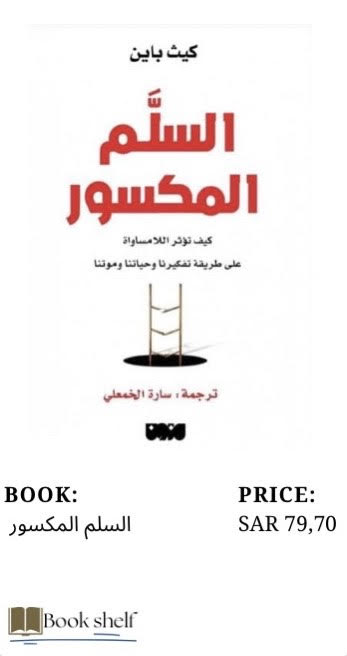 كيث باين
السلَّم
المكسور
كيف تؤثر اللامساواة
على طريقة تفكيرنا وحياتنا وموتنا
ترجمة : سارة الخمعلي
BOOK:
السلم المكسور
PRICE:
SAR 79,70
Book shelf